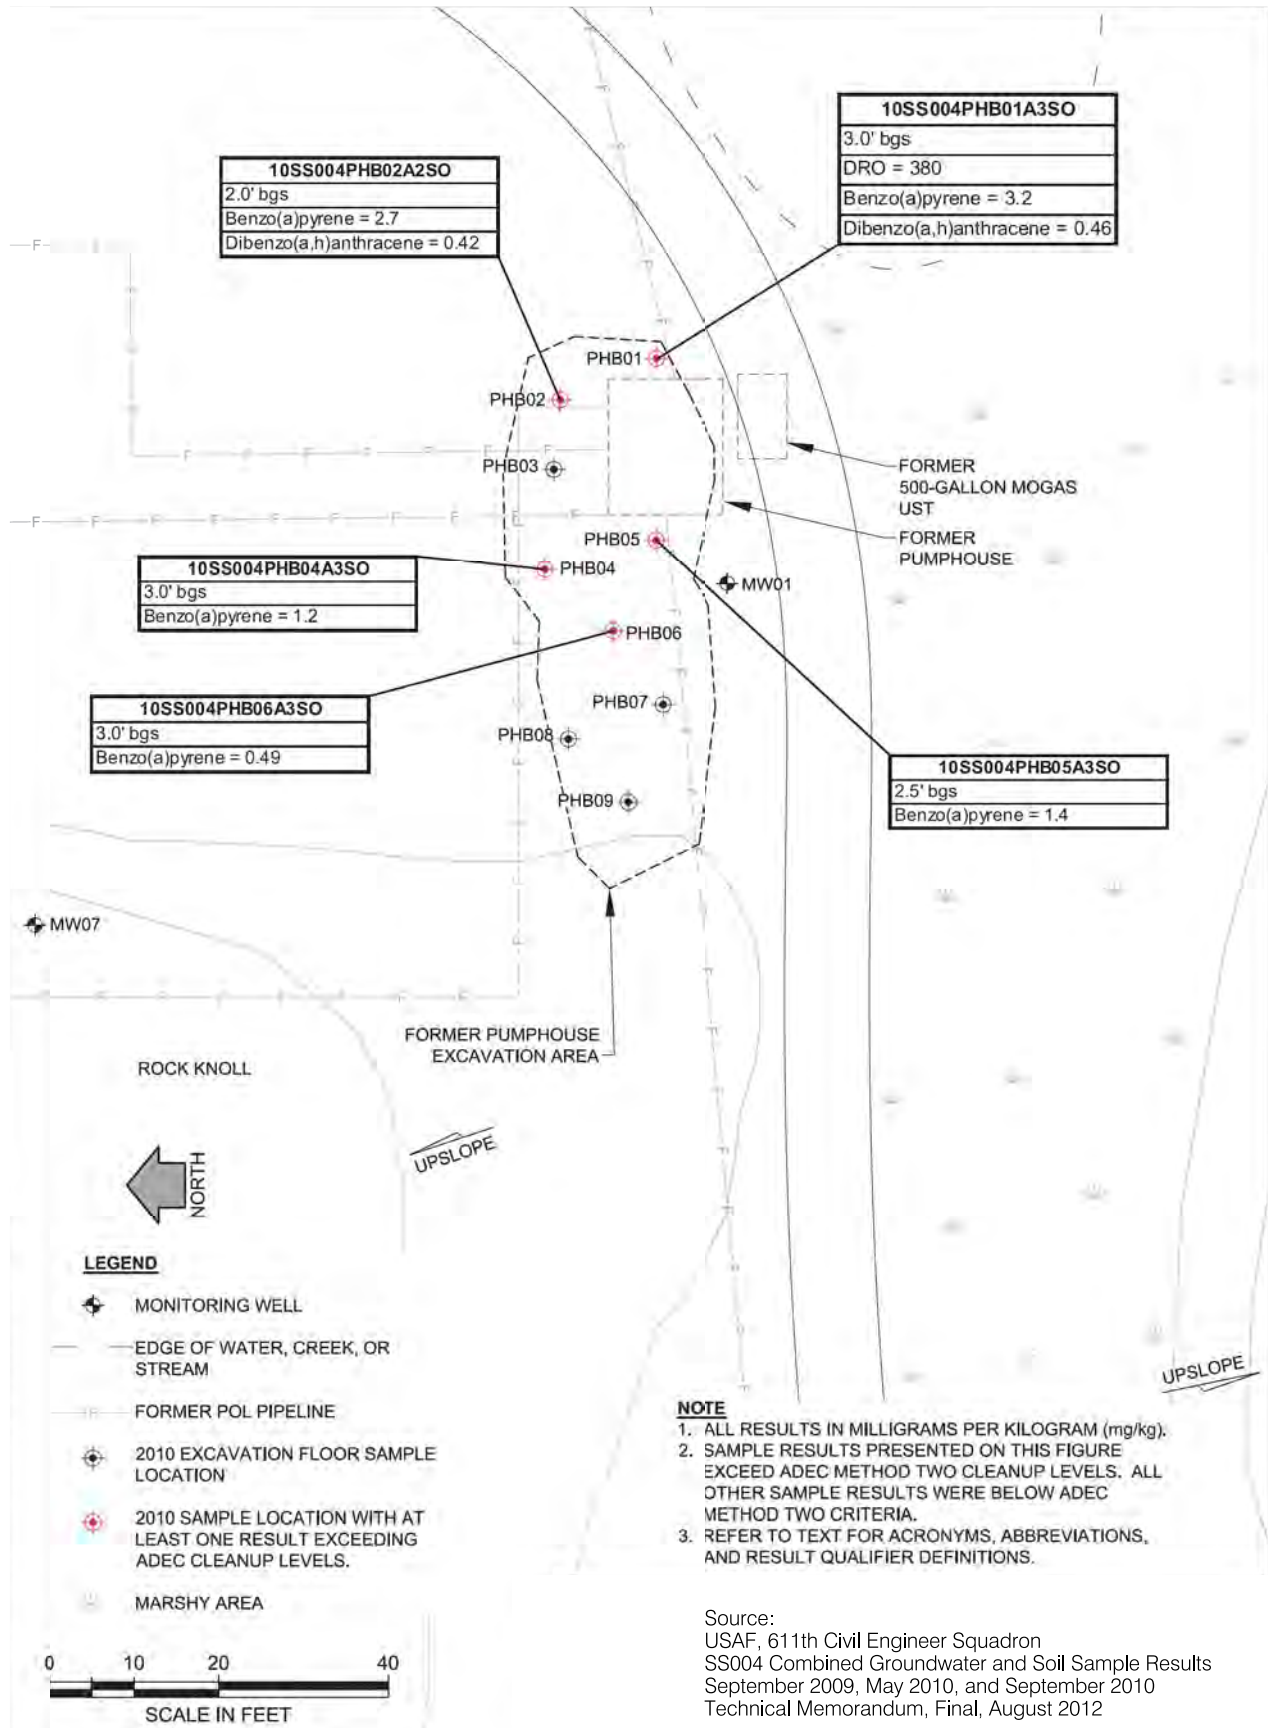 10SS004PHB01A3SO
3.0' bgs
DRO = 380
Benzo(a)pyrene = 3.2
Dibenzo(a,h)anthracene = 0.46
10SS004PHB02A2SO
2.0' bgs
Benzo(a)pyrene = 2.7
Dibenzo(a,h)anthracene = 0.42
PHB01
PHB02
PHB03
FORMER
500-GALLON MOGAS
UST
FORMER
PUMPHOUSE
PHB05
10SS004PHB04A3SO
3.0' bgs
Benzo(a)pyrene = 1.2
PHB04
MW01
PHB06
10SS004PHB06A3SO
3.0' bgs
Benzo(a)pyrene = 0.49
PHB07
PHB08
PHB09
10SS004PHB05A3SO
2.5' bgs
Benzo(a)pyrene = 1.4
MW07
FORMER PUMPHOUSE
EXCAVATION AREA
ROCK KNOLL
UPSLOPE
NORTH
UPSLOPE
LEGEND
MONITORING WELL
EDGE OF WATER, CREEK, OR
STREAM
FORMER POL PIPELINE
2010 EXCAVATION FLOOR SAMPLE
LOCATION
2010 SAMPLE LOCATION WITH AT
LEAST ONE RESULT EXCEEDING
ADEC CLEANUP LEVELS.
MARSHY AREA
0 10 20 40
SCALE IN FEET
NOTE
1. ALL RESULTS IN MILLIGRAMS PER KILOGRAM (mg/kg).
2. SAMPLE RESULTS PRESENTED ON THIS FIGURE
EXCEED ADEC METHOD TWO CLEANUP LEVELS. ALL
OTHER SAMPLE RESULTS WERE BELOW ADEC
METHOD TWO CRITERIA.
3. REFER TO TEXT FOR ACRONYMS, ABBREVIATIONS,
AND RESULT QUALIFIER DEFINITIONS.
Source:
USAF, 611th Civil Engineer Squadron
SS004 Combined Groundwater and Soil Sample Results
September 2009, May 2010, and September 2010
Technical Memorandum, Final, August 2012